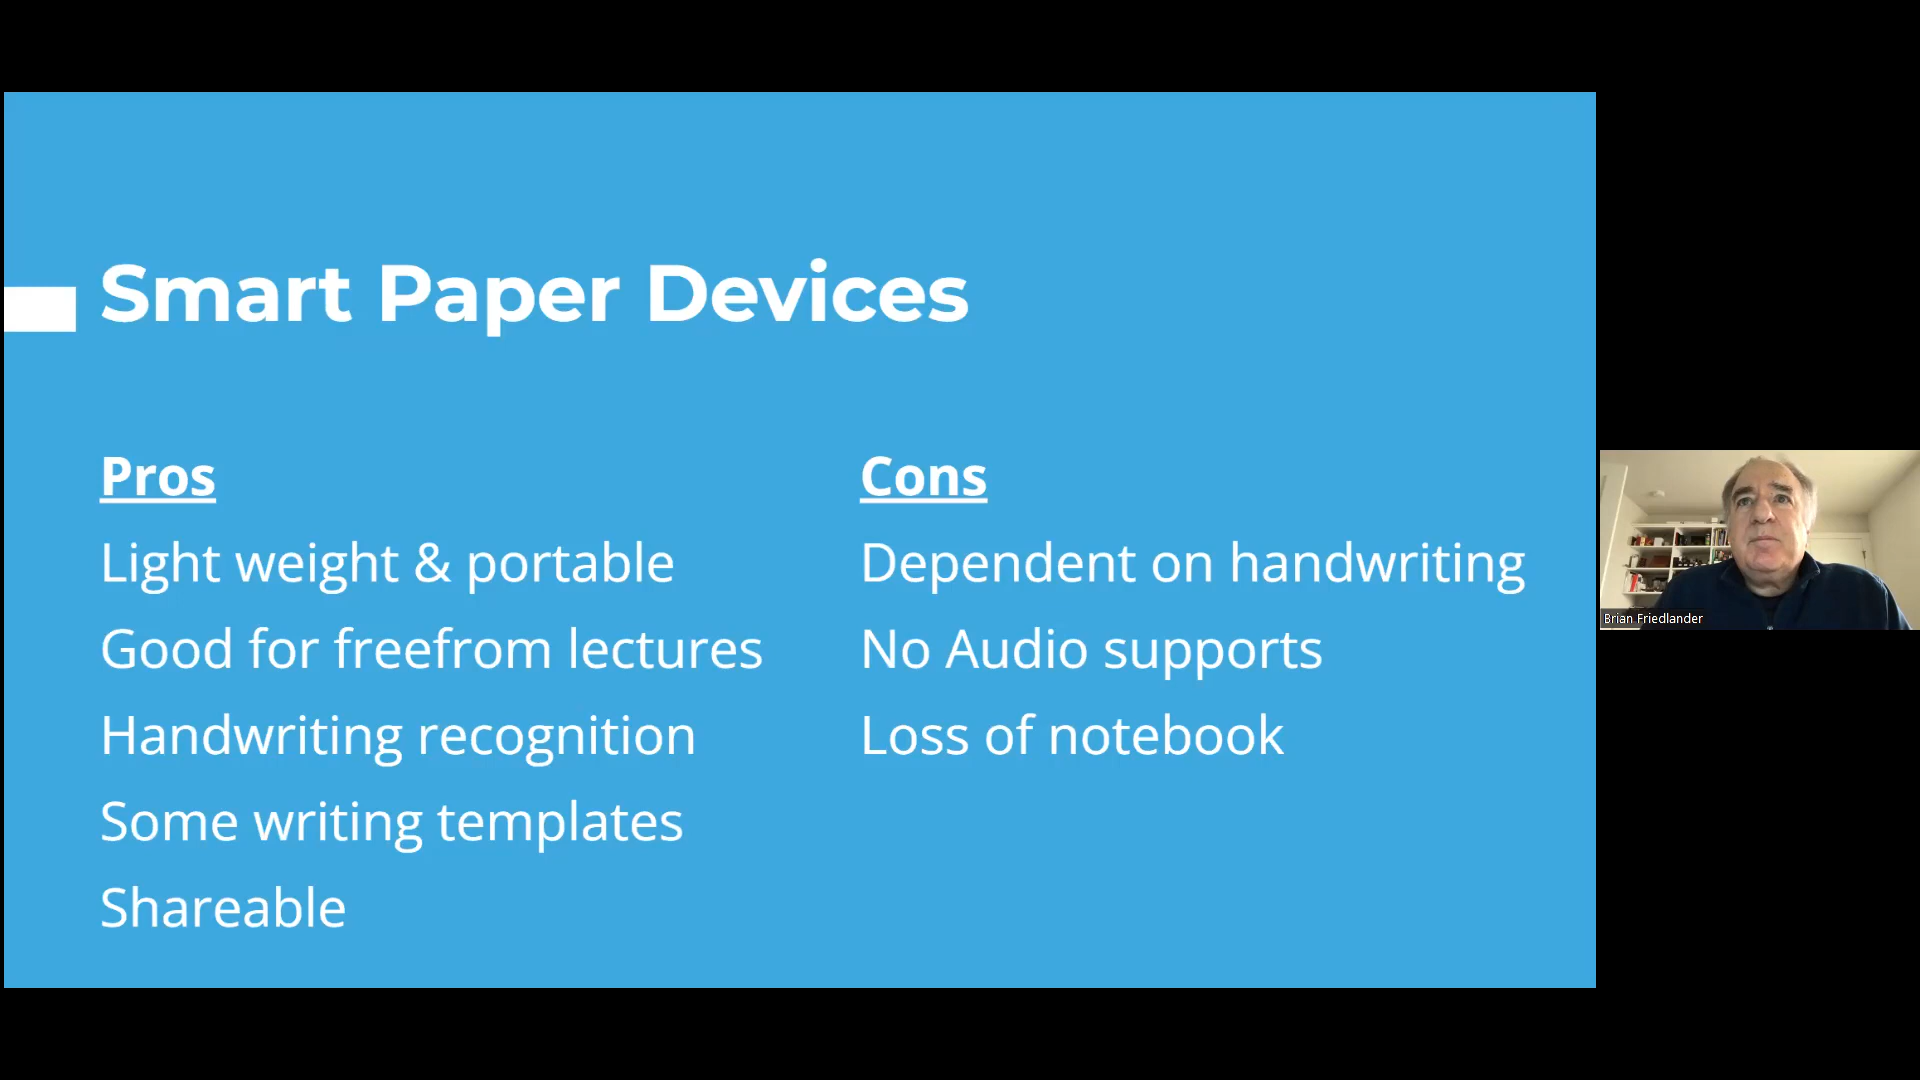 Smart Paper Devices
Pros
Light weight & portable
Good for freefrom lectures
Handwriting recognition
Some writing templates
Shareable
Cons
Dependent on handwriting
No Audio supports
Loss of notebook
Brian Friedlander